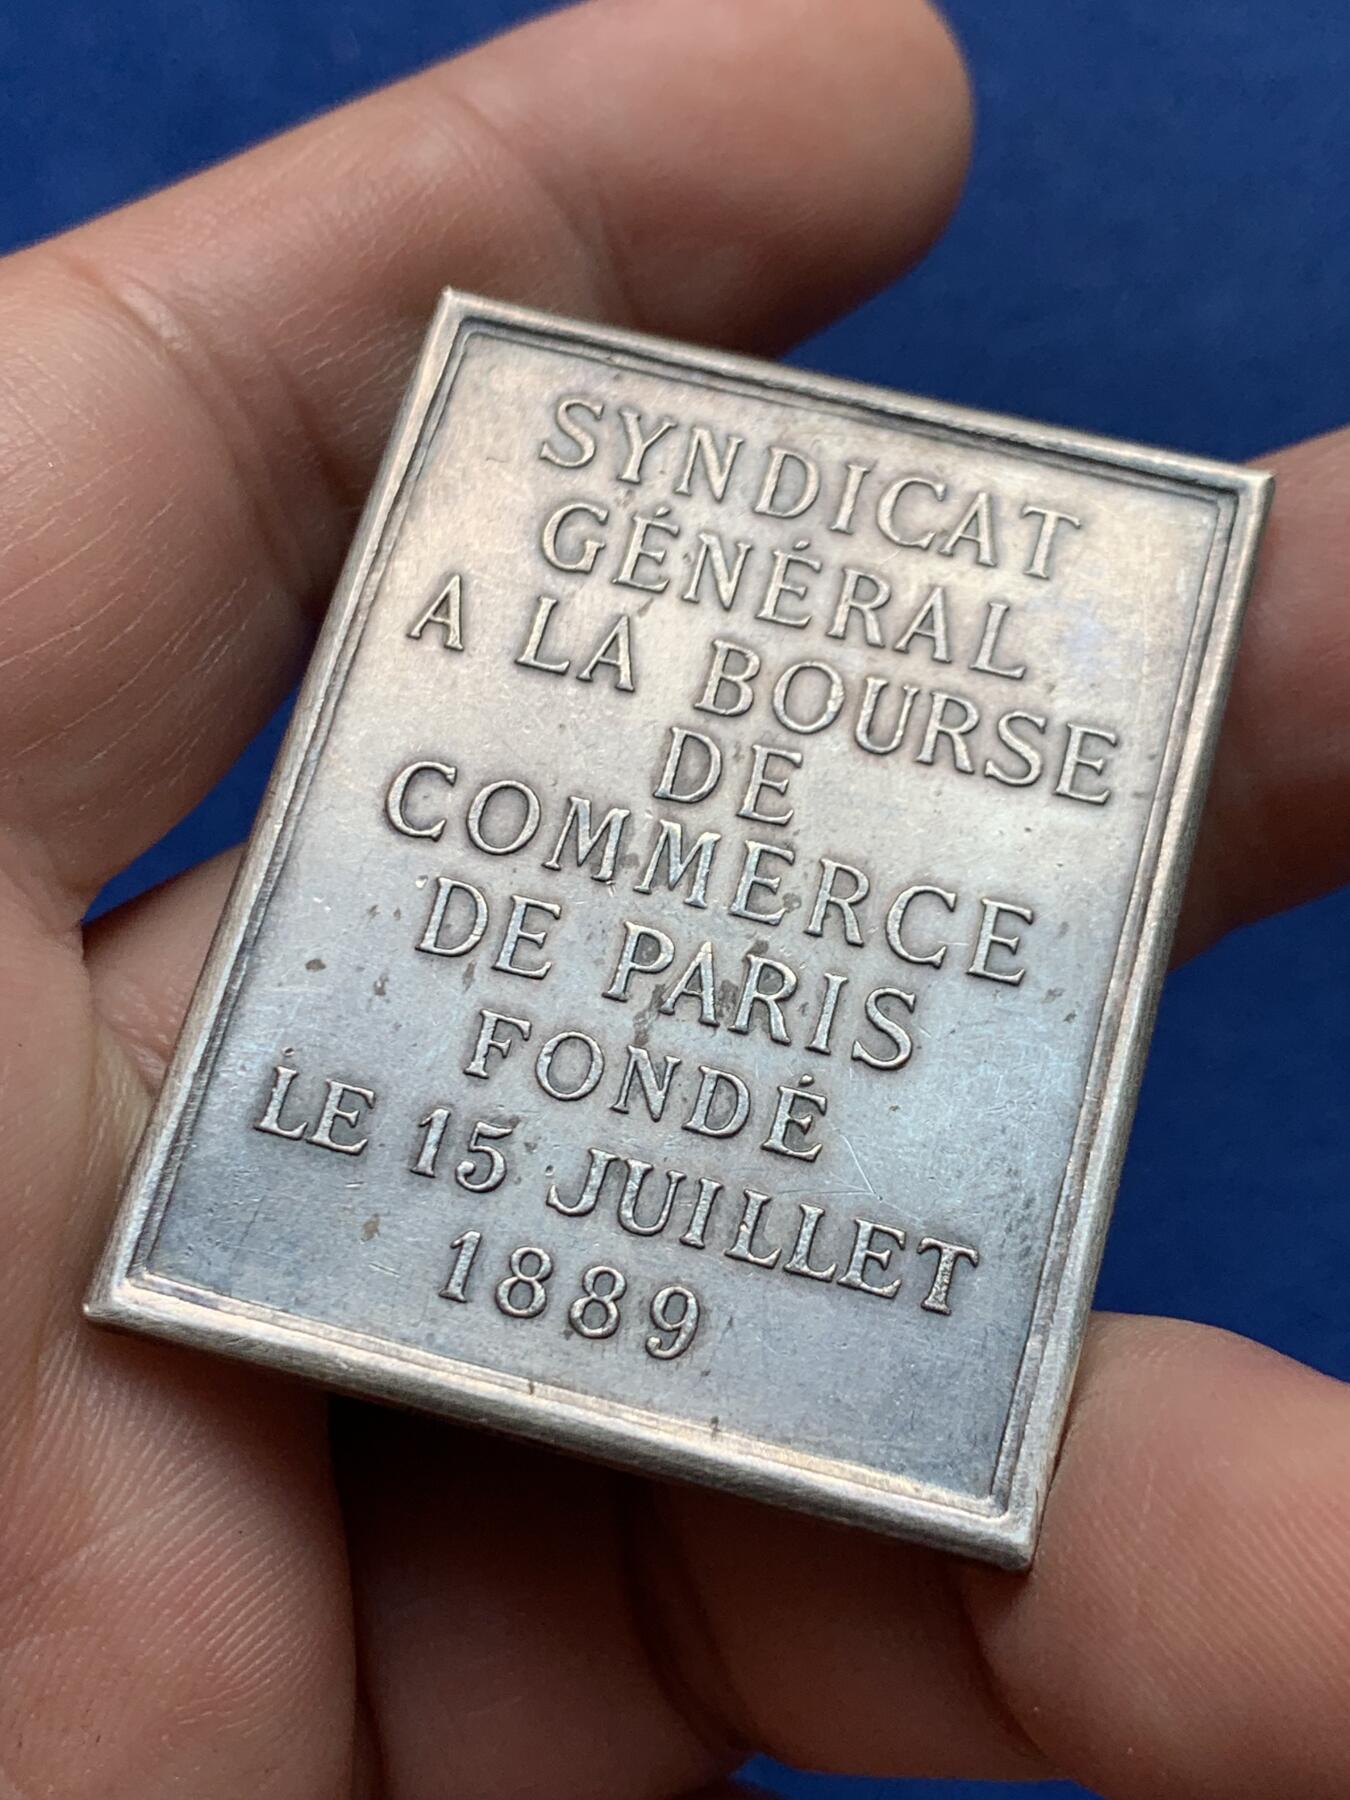 SYNDICAT
GÉNÉRAL
A LA BOURSE
DE
COMMERCE
DE PARIS
FONDÉ
LE 15 JUILLET
1889